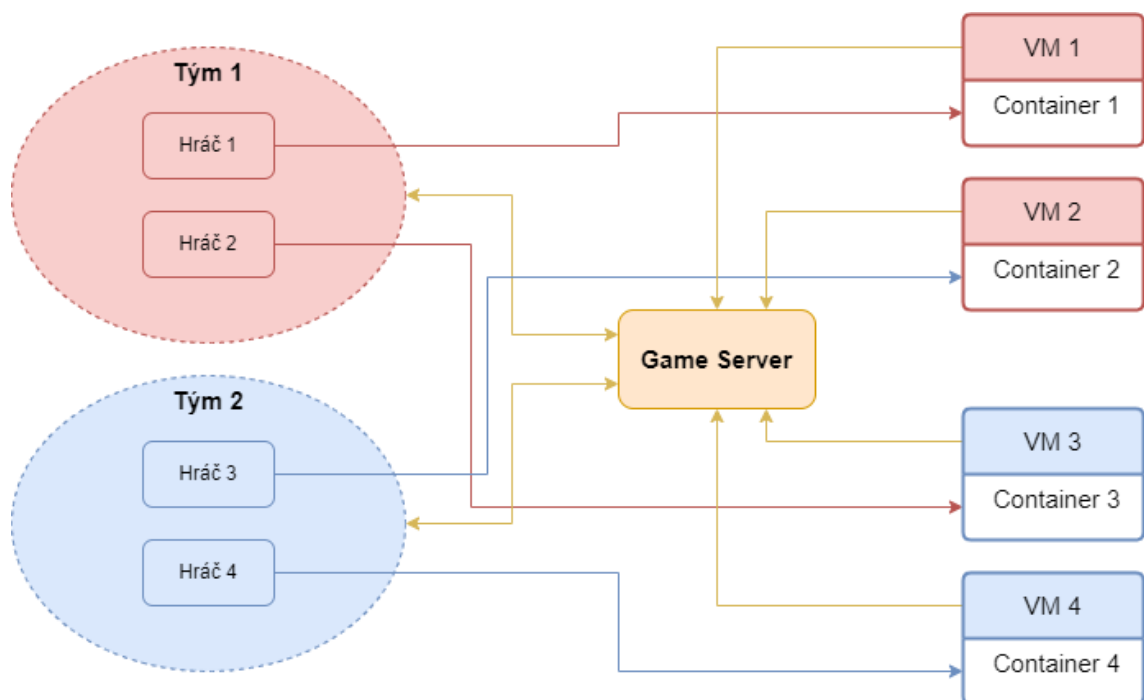 Tým 1
Hráč 1
Hráč 2
Tým 2
Hráč 3
Hráč 4
Game Server
VM 1
Container 1
VM 2
Container 2
VM 3
Container 3
VM 4
Container 4